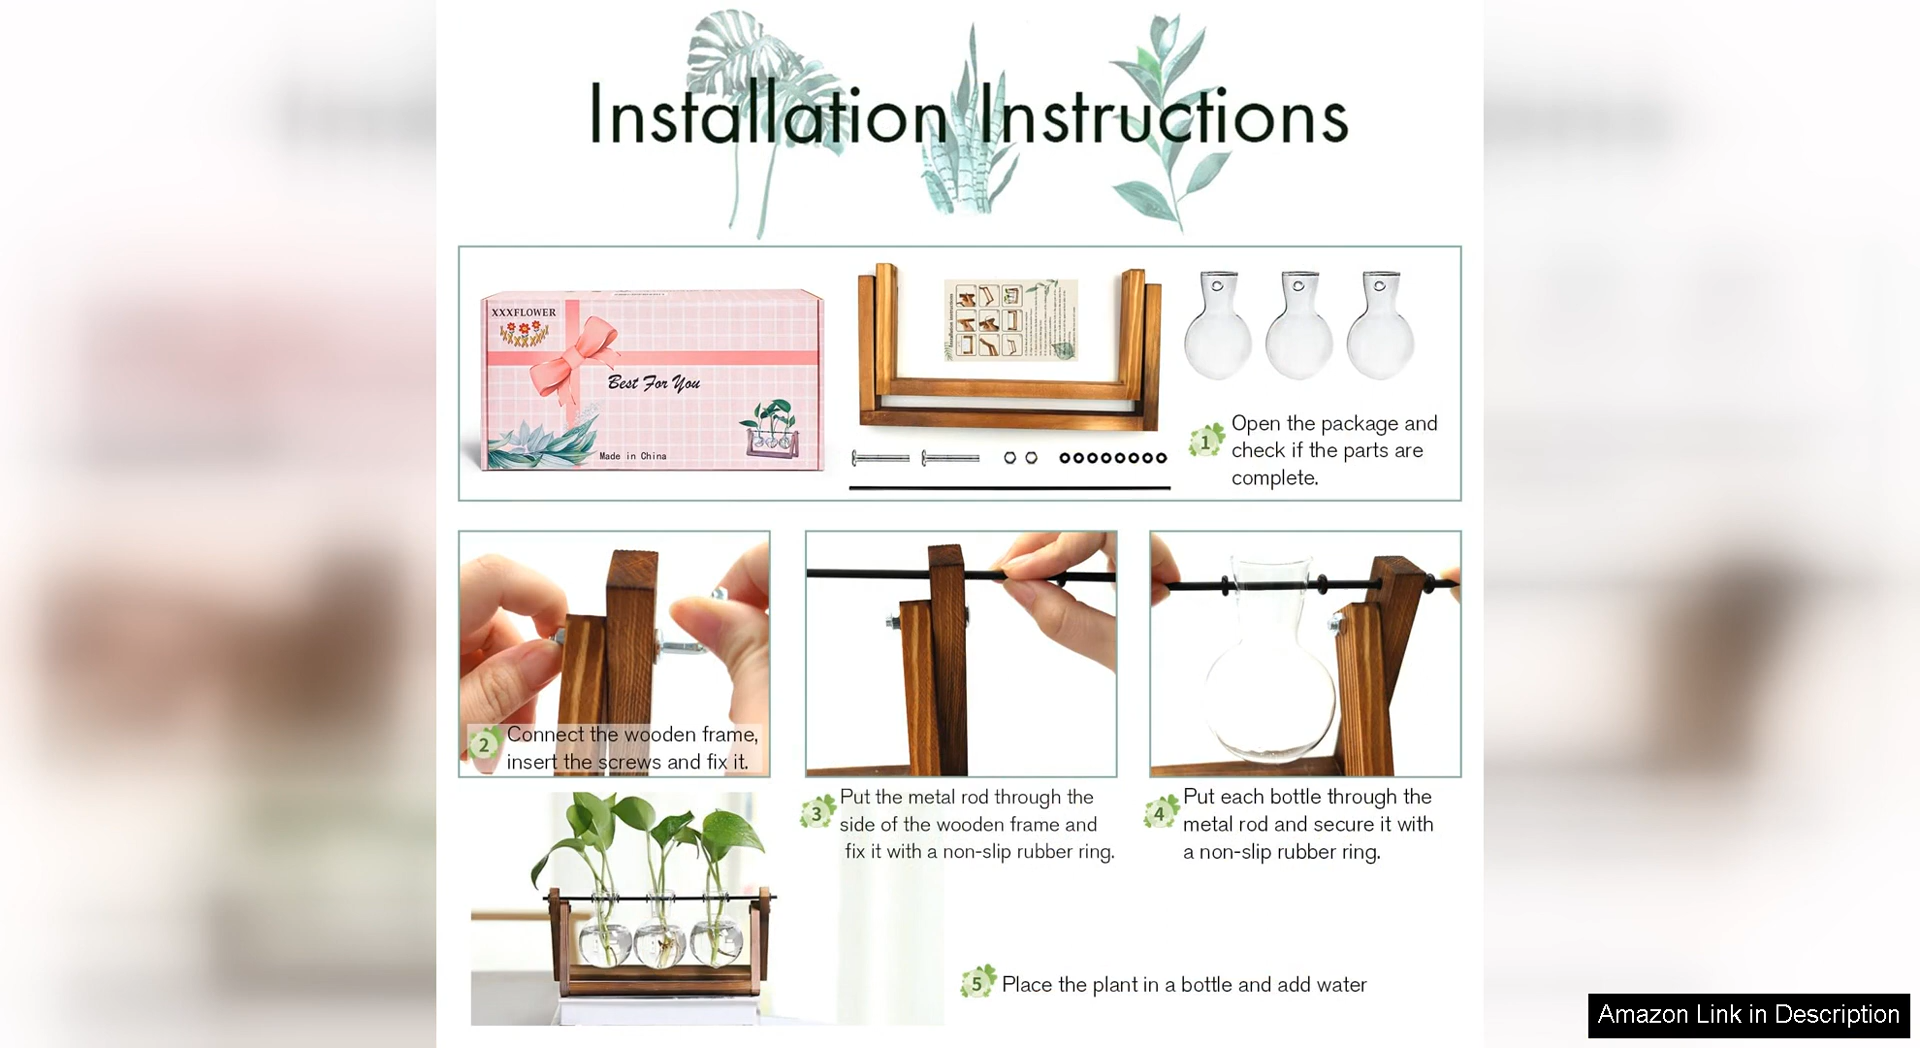 Installation Instructions
XXXFLOWER
Best For You
Made in China
1
Open the package and
check if the parts are
complete.
2
Connect the wooden frame,
insert the screws and fix it.
3
Put the metal rod through the
side of the wooden frame and
fix it with a non-slip rubber ring.
4
Put each bottle through the
metal rod and secure it with
a non-slip rubber ring.
5
Place the plant in a bottle and add water
Amazon Link in Description